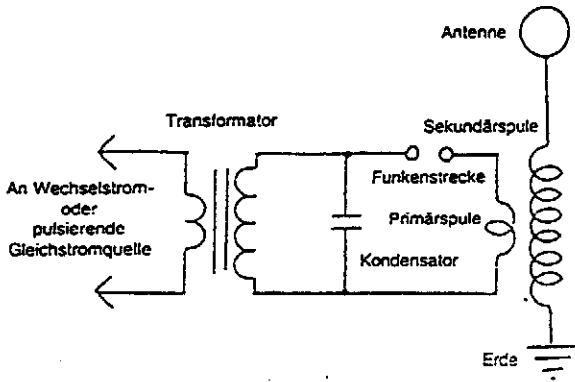 Antenne
Transformator
Sekundärspule
An Wechselstrom-
oder
pulsierende
Gleichstromquelle
Funkenstrecke
Primärspule
Kondensator
Erde